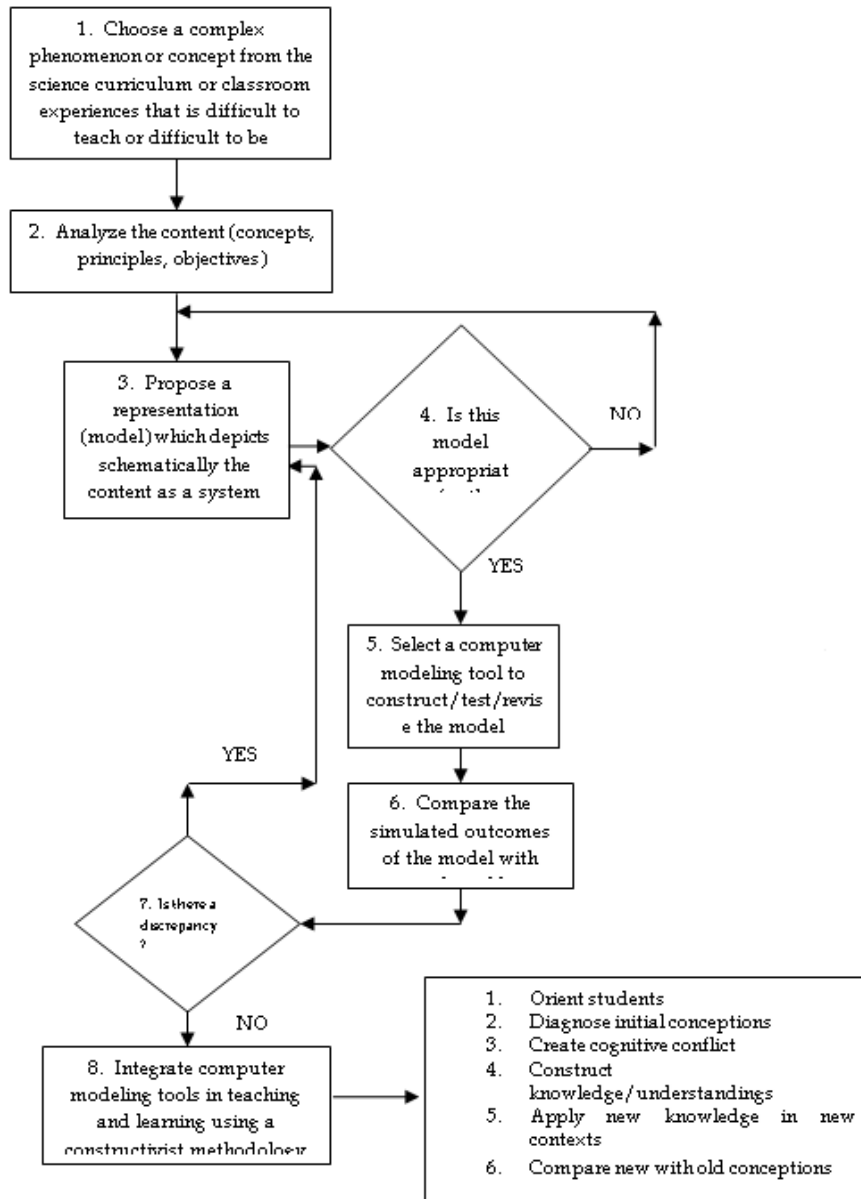 1. Choose a complex
phenomenon or concept from the
science curriculum or classroom
experiences that is difficult to
teach or difficult to be
2. Analyze the content (concepts,
principles, objectives)
3. Propose a
representation
(model) which depicts
schematically the
content as a system
4. Is this
model
appropriat
NO
YES
5. Select a computer
modeling tool to
construct/test/revis
e the model
YES
6. Compare the
simulated outcomes
of the model with
7. Is there a
discrepancy
?
NO
8. Integrate computer
modeling tools in teaching
and learning using a
constructivist methodology
1. Orient students
2. Diagnose initial conceptions
3. Create cognitive conflict
4. Construct
knowledge/understandings
5. Apply new knowledge in new
contexts
6. Compare new with old conceptions